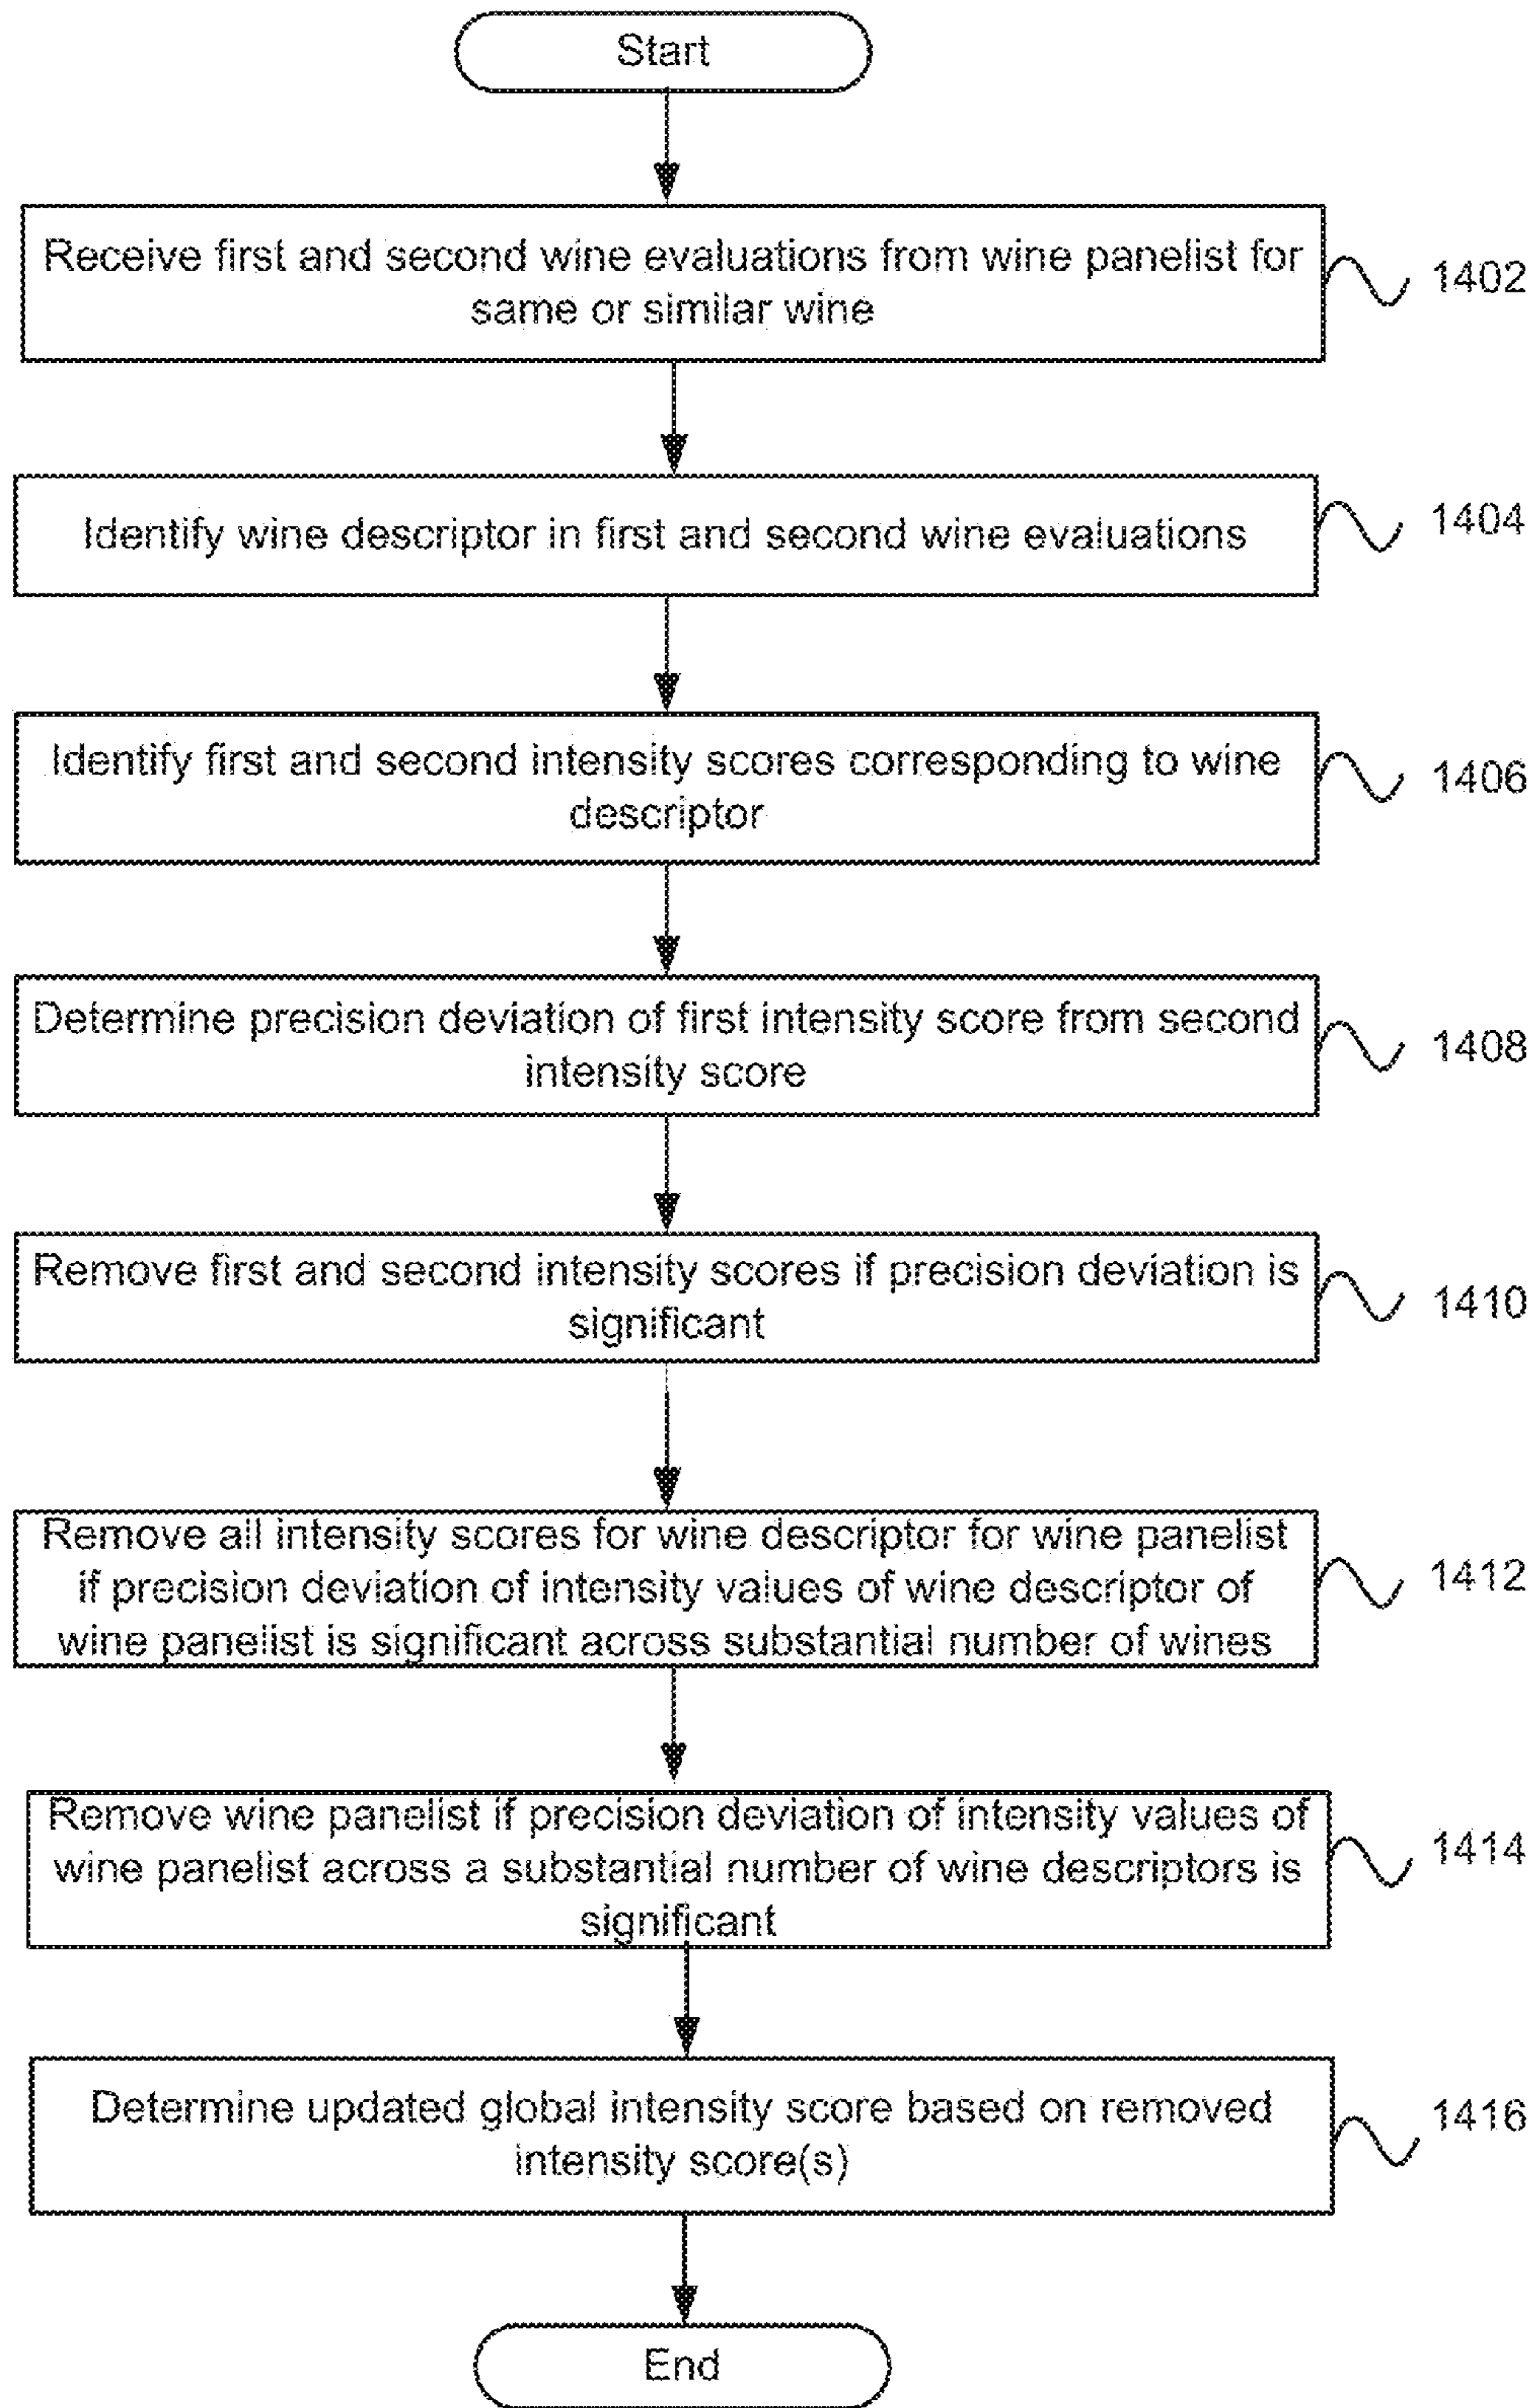 Start
Receive first and second wine evaluations from wine panelist for
same or similar wine
1402
Identify wine descriptor in first and second wine evaluations
1404
Identify first and second intensity scores corresponding to wine
descriptor
1406
Determine precision deviation of first intensity score from second
intensity score
1408
Remove first and second intensity scores if precision deviation is
significant
1410
Remove all intensity scores for wine descriptor for wine panelist
if precision deviation of intensity values of wine descriptor of
wine panelist is significant across substantial number of wines
1412
Remove wine panelist if precision deviation of intensity values of
wine panelist across a substantial number of wine descriptors is
significant
1414
Determine updated global intensity score based on removed
intensity score(s)
1416
End